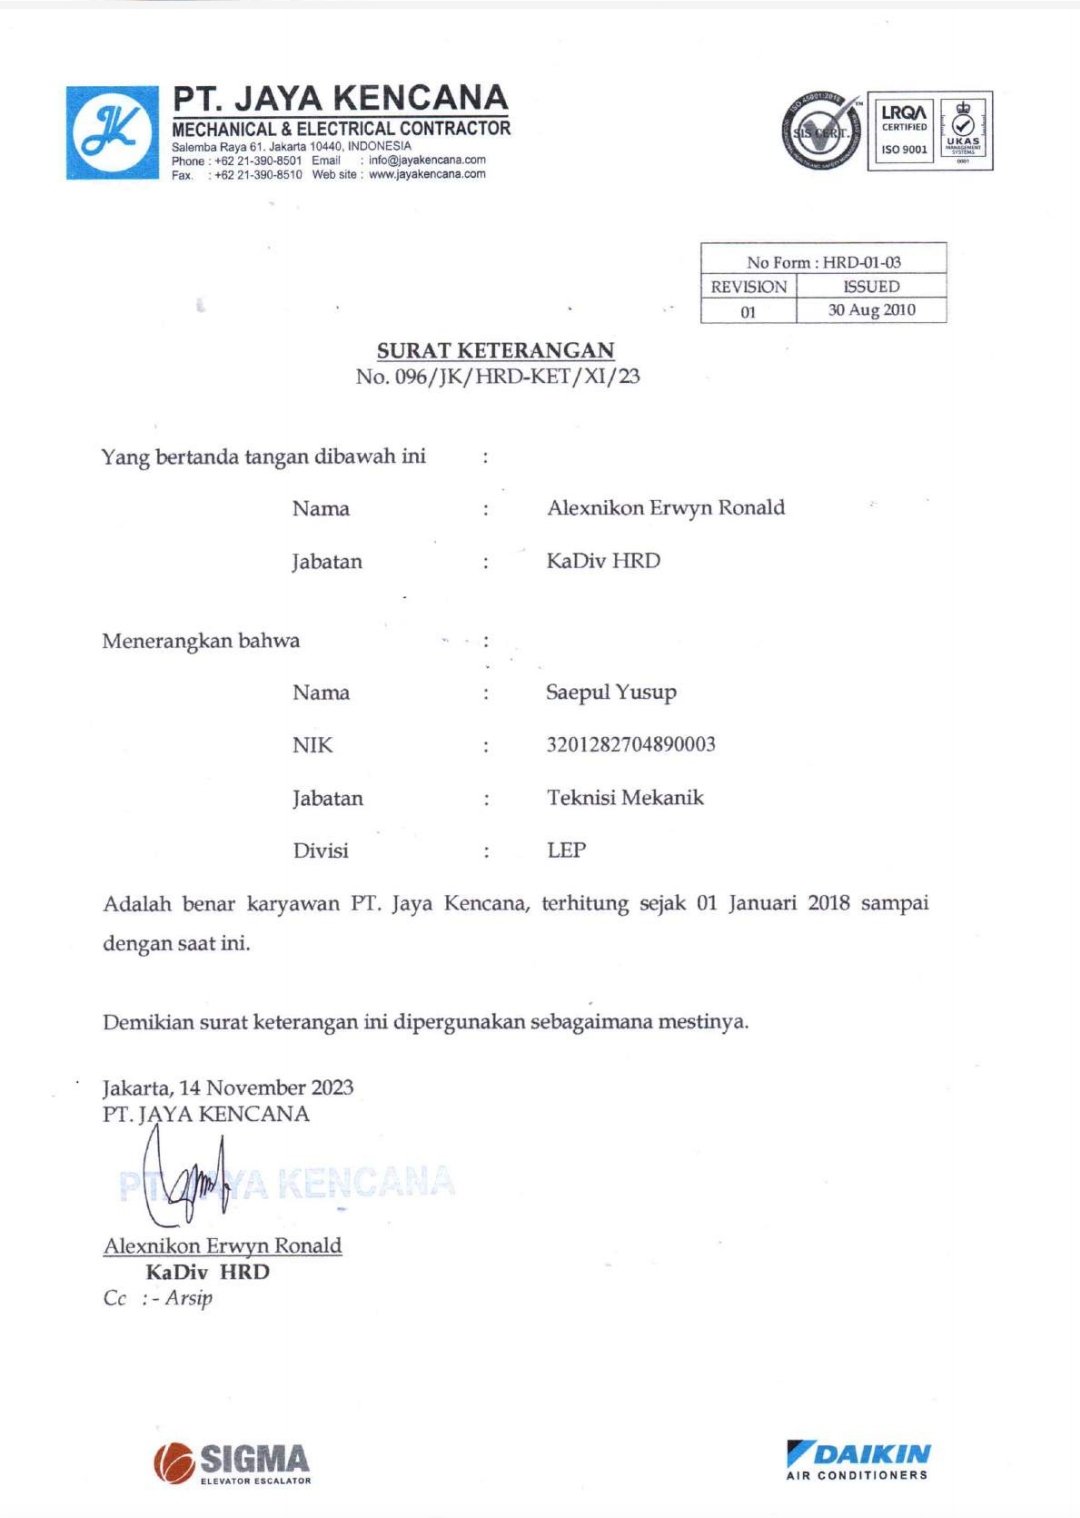 JK
PT. JAYA KENCANA
MECHANICAL & ELECTRICAL CONTRACTOR
Salemba Raya 61. Jakarta 10440, INDONESIA
Phone : +62 21-390-8501 Email : info@jayakencana.com
Fax. : +62 21-390-8510 Web site : www.jayakencana.com
ISO 45001:2018
SIS CERT.
TM
LRQA
CERTIFIED
ISO 9001
UKAS
MANAGEMENT
SYSTEMS
0001
No Form : HRD-01-03
REVISION ISSUED
01 30 Aug 2010
SURAT KETERANGAN
No. 096/JK/HRD-KET/XI/23
Yang bertanda tangan dibawah ini :
Nama : Alexnikon Erwyn Ronald
Jabatan : KaDiv HRD
Menerangkan bahwa :
Nama : Saepul Yusup
NIK : 3201282704890003
Jabatan : Teknisi Mekanik
Divisi : LEP
Adalah benar karyawan PT. Jaya Kencana, terhitung sejak 01 Januari 2018 sampai
dengan saat ini.
Demikian surat keterangan ini dipergunakan sebagaimana mestinya.
Jakarta, 14 November 2023
PT. JAYA KENCANA
PT. JAYA KENCANA
Alexnikon Erwyn Ronald
KaDiv HRD
Cc : - Arsip
SIGMA
ELEVATOR ESCALATOR
DAIKIN
AIR CONDITIONERS